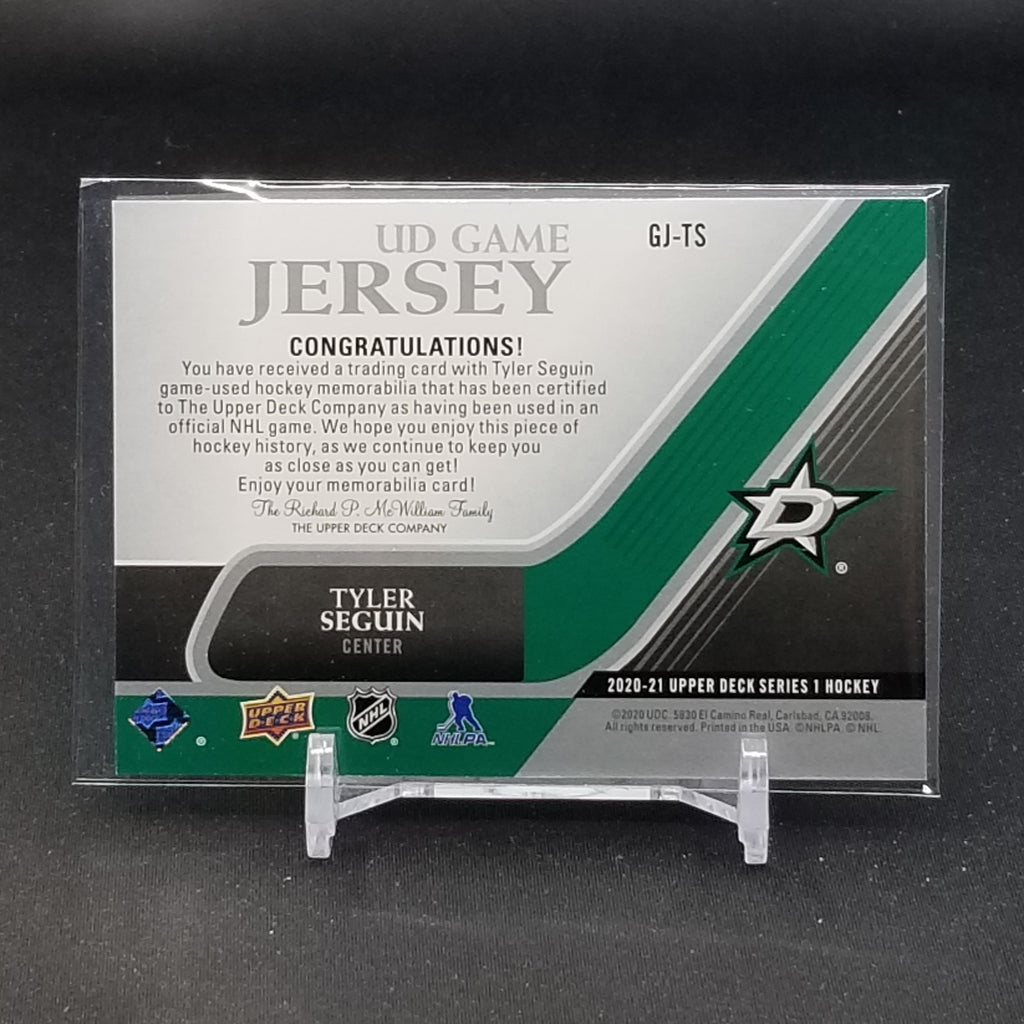 UD GAME
JERSEY
GJ-TS
CONGRATULATIONS!
You have received a trading card with Tyler Seguin
game-used hockey memorabilia that has been certified
to The Upper Deck Company as having been used in an
official NHL game. We hope you enjoy this piece of
hockey history, as we continue to keep you
as close as you can get!
Enjoy your memorabilia card!
The Richard P. McWilliam Family
THE UPPER DECK COMPANY
D
®
TYLER
SEGUIN
CENTER
2020-21 UPPER DECK SERIES 1 HOCKEY
©2020 UDC. 5830 El Camino Real, Carlsbad, CA 92008.
All rights reserved. Printed in the USA. ©NHLPA. © NHL.
UPPER
DECK
NHL
NHLPA